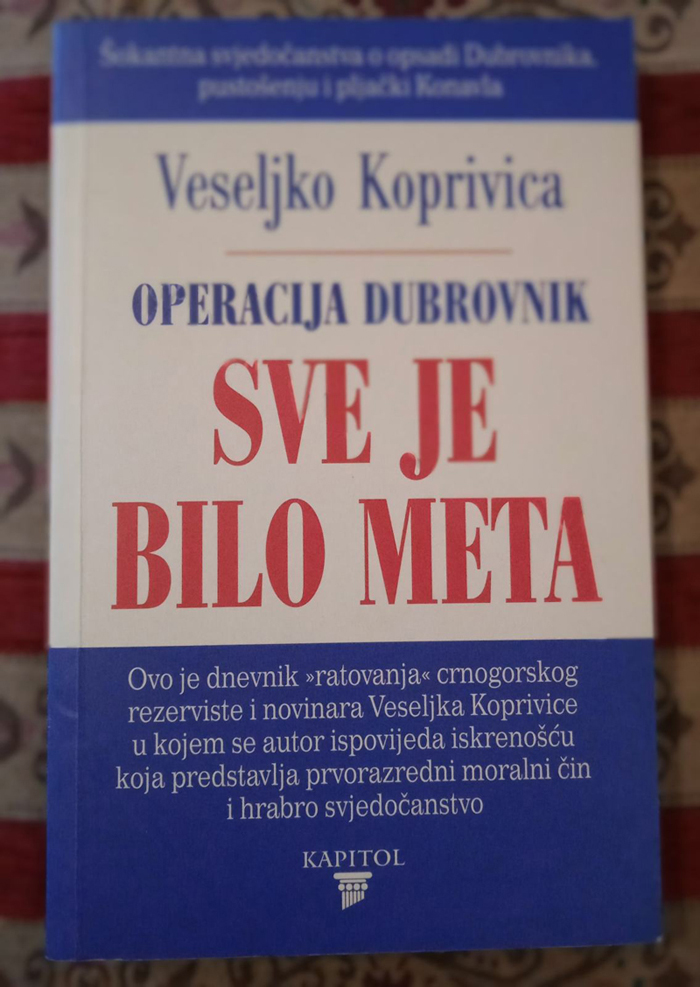 Šokantna svjedočanstva o opsadi Dubrovnika,
pustošenju i pljački Konavla
Veseljko Koprivica
OPERACIJA DUBROVNIK
SVE JE
BILO META
Ovo je dnevnik »ratovanja« crnogorskog
rezerviste i novinara Veseljka Koprivice
u kojem se autor ispovijeda iskrenošću
koja predstavlja prvorazredni moralni čin
i hrabro svjedočanstvo
KAPITOL